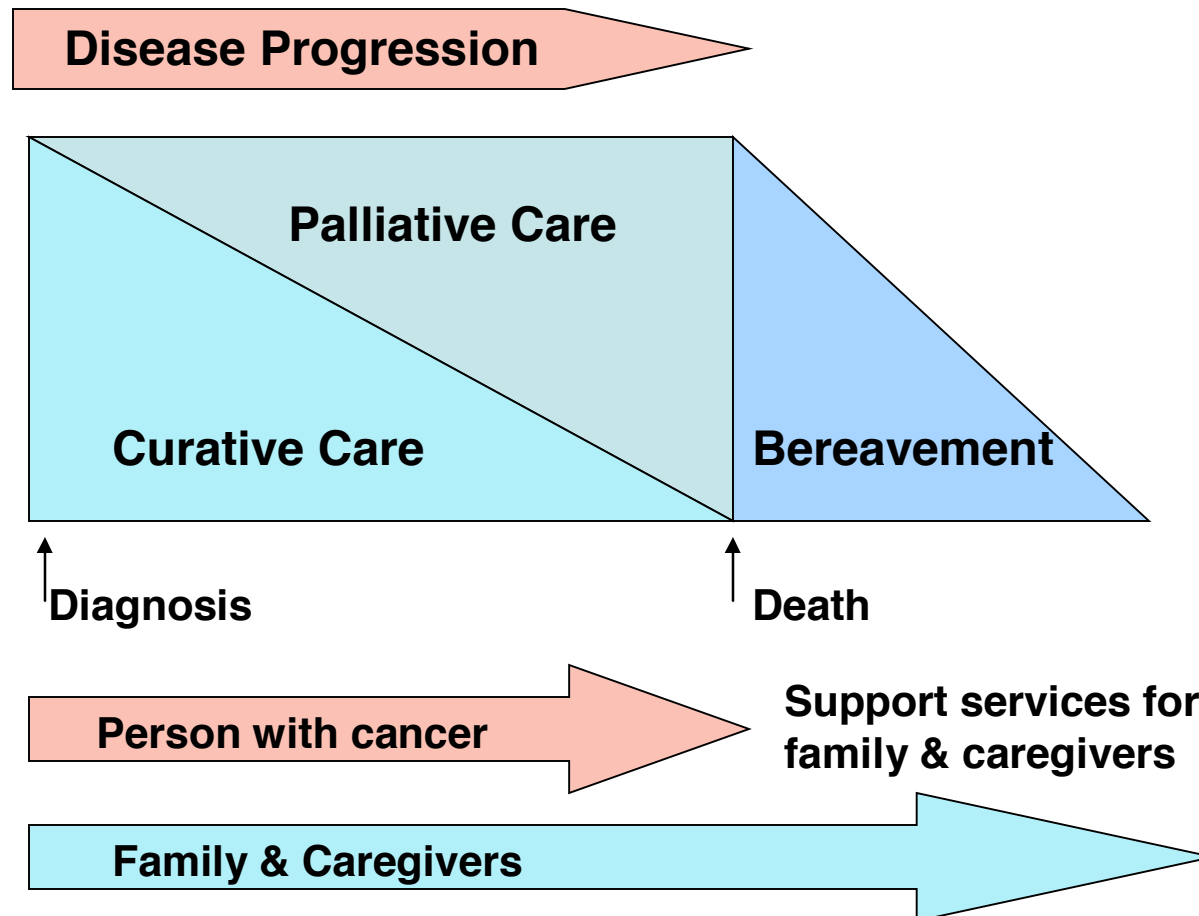 Disease Progression
Palliative Care
Curative Care
Bereavement
Diagnosis
Death
Person with cancer
Support services for
family & caregivers
Family & Caregivers